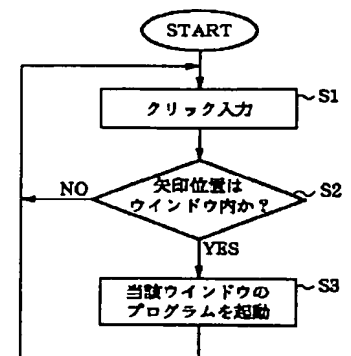 START
クリック入力
S1
矢印位置は
ウインドウ内か?
S2
NO
YES
当該ウインドウの
プログラムを起動
S3